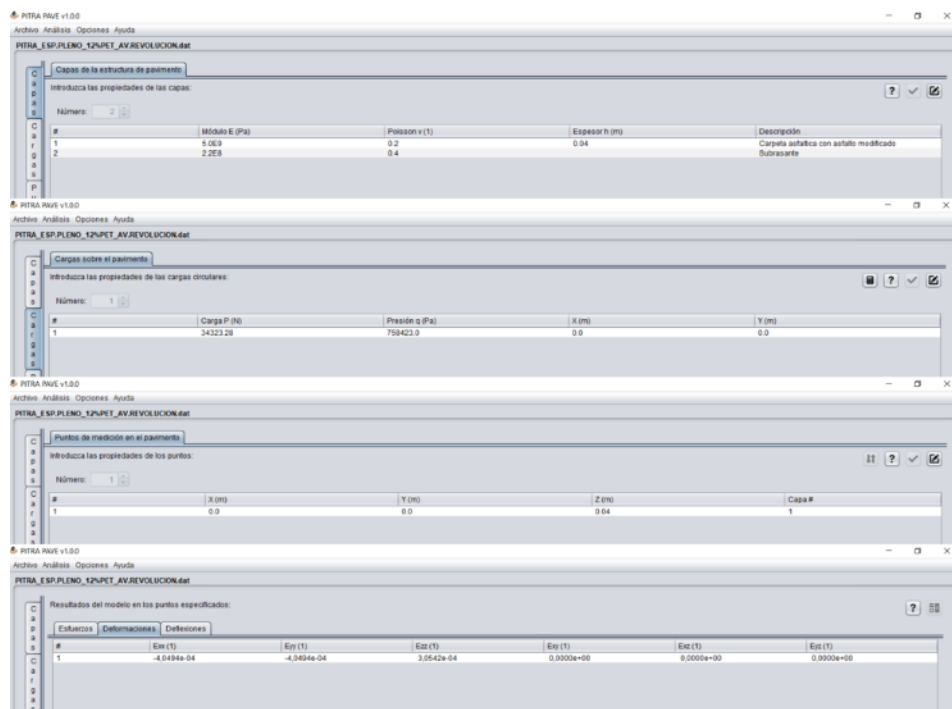 PITRA PAVE v1.0.0
Archivo Análisis Opciones Ayuda
PITRA_ESP.PLENO_12%PET_AV.REVOLUCION.dat
Capas de la estructura de pavimento
Introduzca las propiedades de las capas:
Número: 2
# Módulo E (Pa) Poisson v (1) Espesor h (m) Descripción
1 5.0E9 0.2 0.04 Carpeta asfaltica con asfalto modificado
2 2.2E8 0.4 Subrasante
Capas
Cargas
PITRA PAVE v1.0.0
Archivo Análisis Opciones Ayuda
PITRA_ESP.PLENO_12%PET_AV.REVOLUCION.dat
Cargas sobre el pavimento
Introduzca las propiedades de las cargas circulares:
Número: 1
# Carga P (N) Presión q (Pa) X (m) Y (m)
1 34323.28 758423.0 0.0 0.0
Capas
Cargas
PITRA PAVE v1.0.0
Archivo Análisis Opciones Ayuda
PITRA_ESP.PLENO_12%PET_AV.REVOLUCION.dat
Puntos de medición en el pavimento
Introduzca las propiedades de los puntos:
Número: 1
# X (m) Y (m) Z (m) Capa #
1 0.0 0.0 0.04 1
Capas
Cargas
PITRA PAVE v1.0.0
Archivo Análisis Opciones Ayuda
PITRA_ESP.PLENO_12%PET_AV.REVOLUCION.dat
Resultados del modelo en los puntos especificados:
Esfuerzos Deformaciones Deflexiones
# Exx (1) Eyy (1) Ezz (1) Exy (1) Exz (1) Eyz (1)
1 -4,0494e-04 -4,0494e-04 3,0542e-04 0,0000e+00 0,0000e+00 0,0000e+00
Capas
Cargas